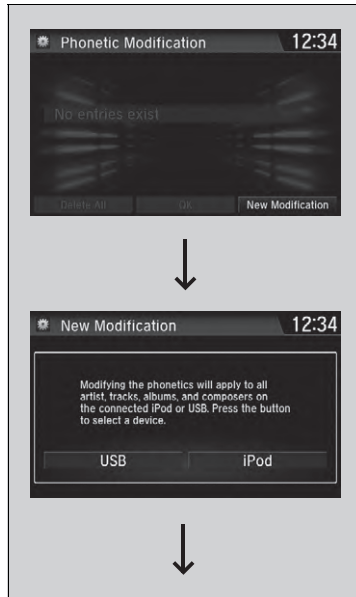 Phonetic Modification 12:34
No entries exist
Delete All OK New Modification
New Modification 12:34
Modifying the phonetics will apply to all
artist, tracks, albums, and composers on
the connected iPod or USB. Press the button
to select a device.
USB iPod